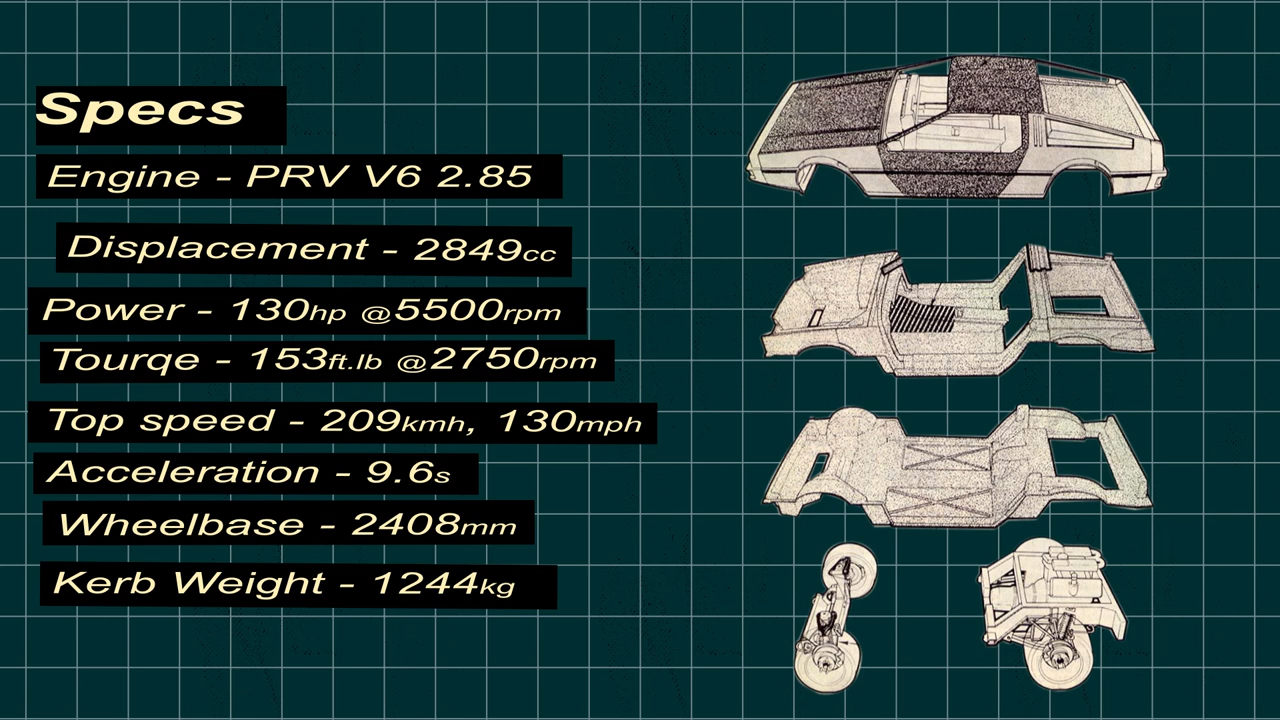 Specs
Engine - PRV V6 2.85
Displacement - 2849cc
Power - 130hp @5500rpm
Tourqe - 153ft.lb @2750rpm
Top speed - 209kmh, 130mph
Acceleration - 9.6s
Wheelbase - 2408mm
Kerb Weight - 1244kg